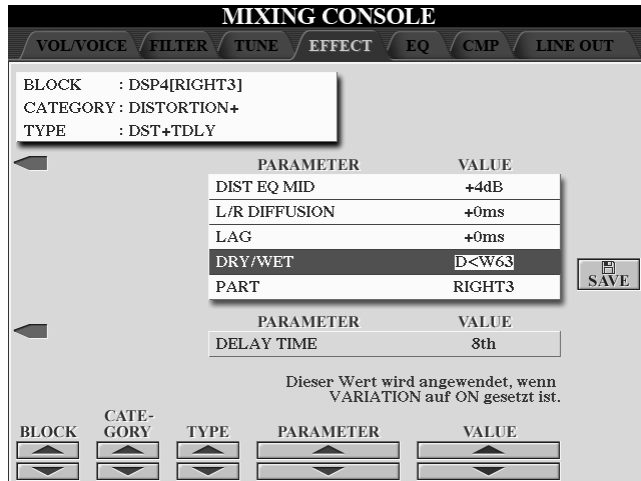 MIXING CONSOLE
VOL/VOICE FILTER TUNE EFFECT EQ CMP LINE OUT
BLOCK : DSP4[RIGHT3]
CATEGORY : DISTORTION+
TYPE : DST+TDLY
PARAMETER VALUE
DIST EQ MID +4dB
L/R DIFFUSION +0ms
LAG +0ms
DRY/WET D<W63
SAVE
PART RIGHT3
PARAMETER VALUE
DELAY TIME 8th
Dieser Wert wird angewendet, wenn
VARIATION auf ON gesetzt ist.
BLOCK CATE-
GORY TYPE PARAMETER VALUE